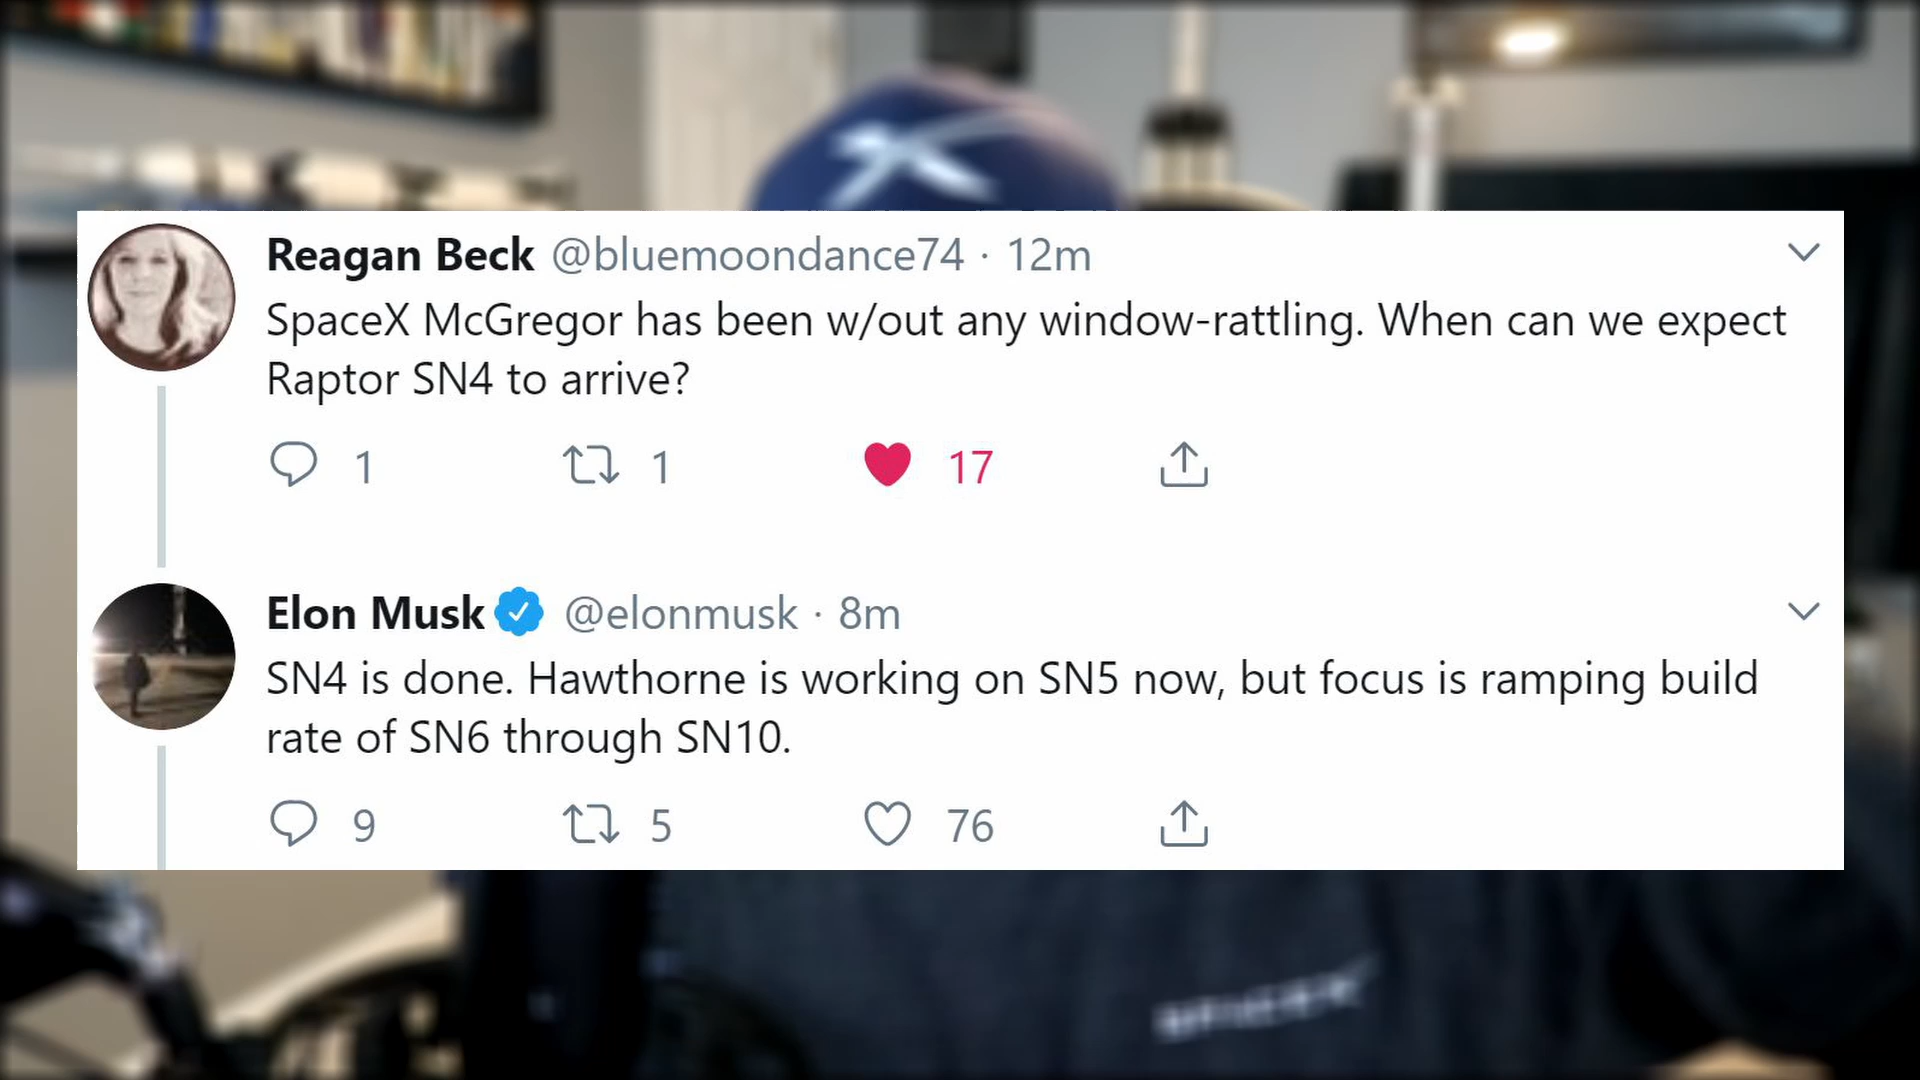 Reagan Beck @bluemoondance74 · 12m
SpaceX McGregor has been w/out any window-rattling. When can we expect
Raptor SN4 to arrive?
1 1 17
Elon Musk @elonmusk · 8m
SN4 is done. Hawthorne is working on SN5 now, but focus is ramping build
rate of SN6 through SN10.
9 5 76